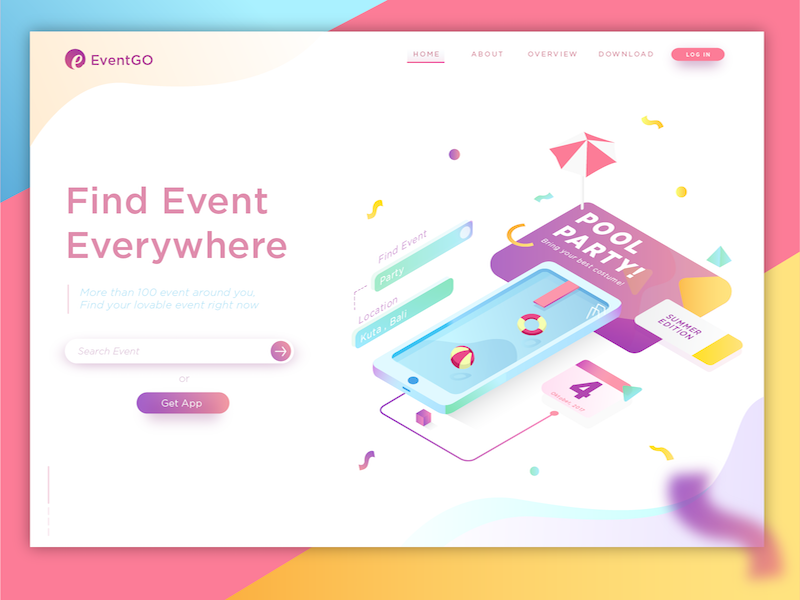 EventGO
HOME ABOUT OVERVIEW DOWNLOAD LOG IN
Find Event
Everywhere
More than 100 event around you,
Find your lovable event right now
Search Event
or
Get App
Find Event
Party
Location
Kuta , Bali
POOL
PARTY!
Bring your best costume!
SUMMER
EDITION
4